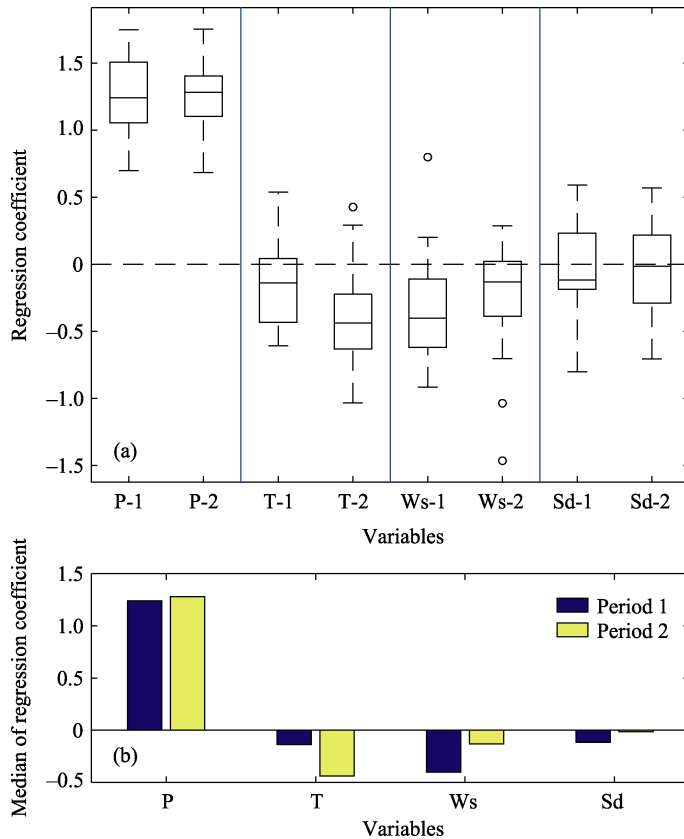 Regression coefficient
1.5
1.0
0.5
0
–0.5
–1.0
–1.5
(a)
P-1 P-2 T-1 T-2 Ws-1 Ws-2 Sd-1 Sd-2
Variables
Median of regression coefficient
1.5
1.0
0.5
0
–0.5
Period 1
Period 2
(b)
P T Ws Sd
Variables